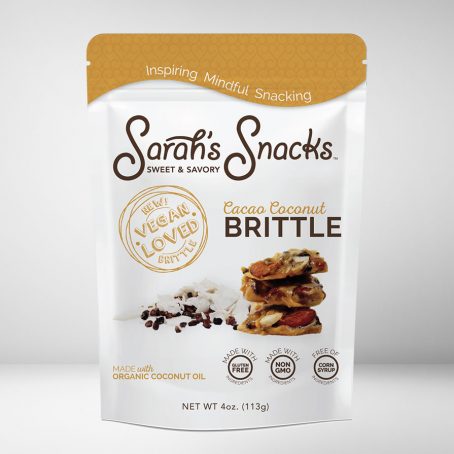 Inspiring Mindful Snacking
Sarah's Snacks™
SWEET & SAVORY
NEW!
VEGAN
LOVED
BRITTLE
Cacao Coconut
BRITTLE
MADE with
ORGANIC COCONUT OIL
MADE WITH
GLUTEN
FREE
INGREDIENTS
MADE WITH
NON
GMO
INGREDIENTS
FREE OF
CORN
SYRUP
NET WT 4oz. (113g)